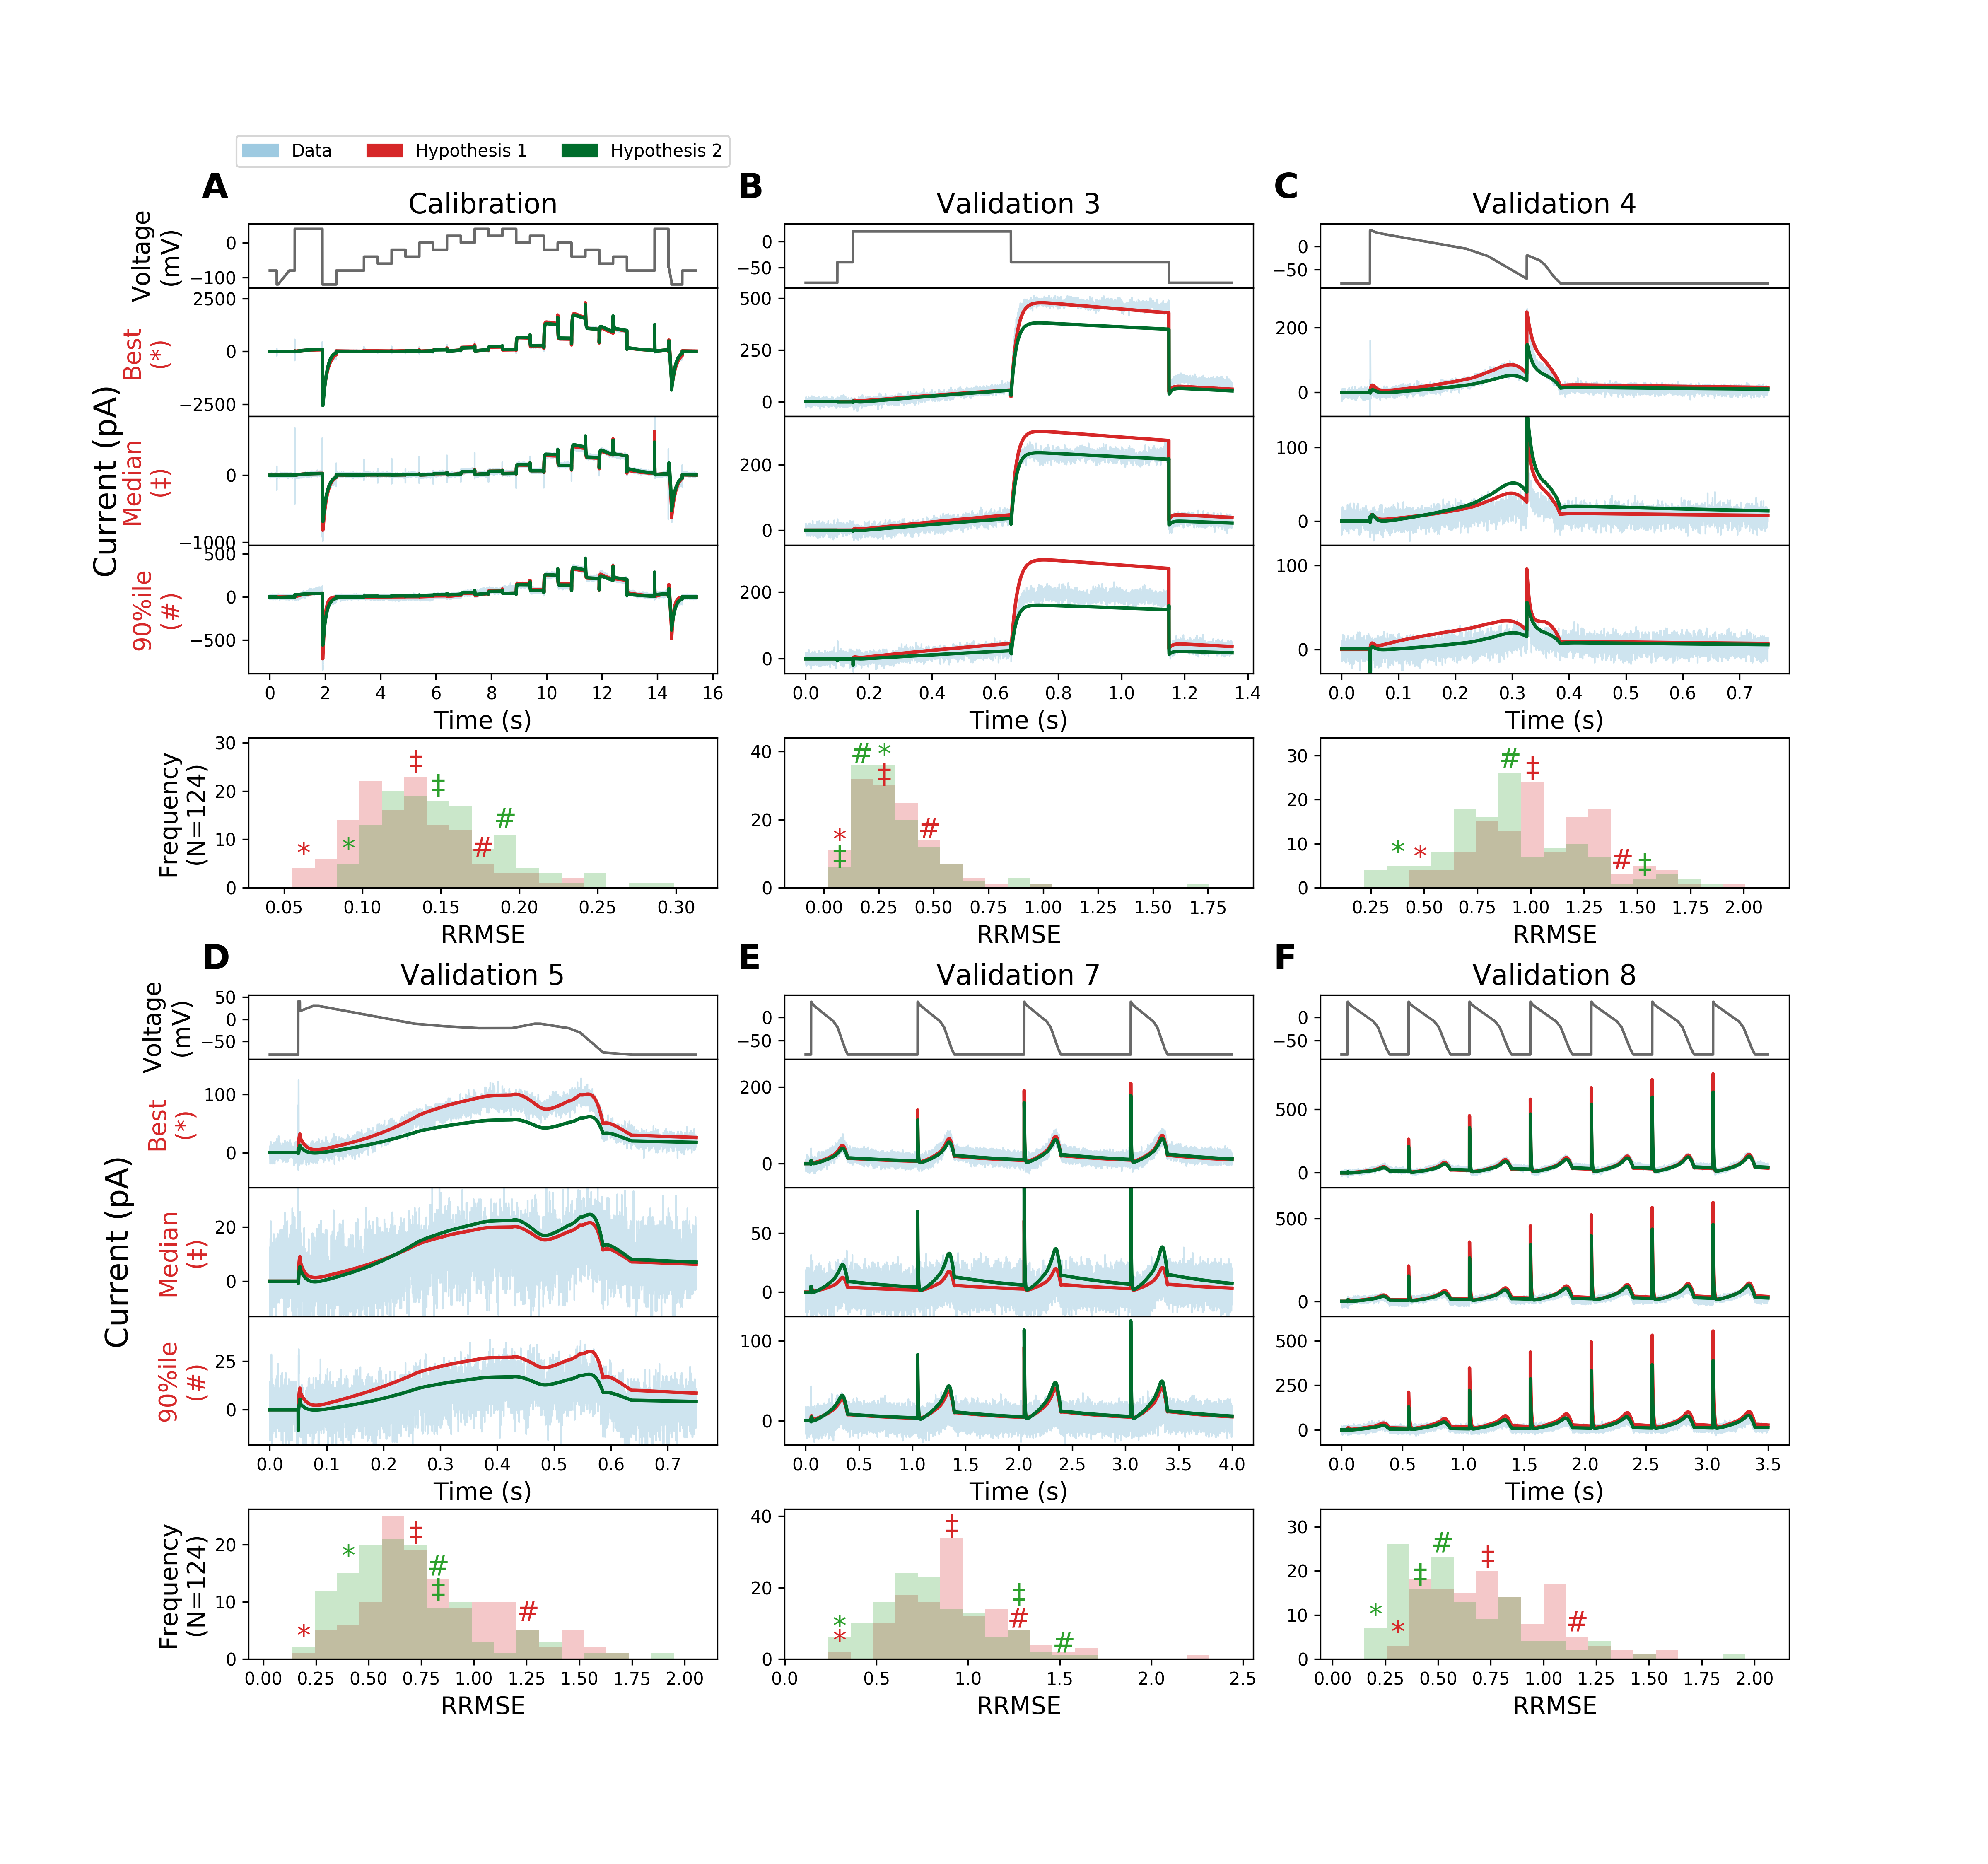 Data Hypothesis 1 Hypothesis 2
A Calibration
B Validation 3
C Validation 4
Voltage
(mV)
0
−100
0
−50
0
−50
Current (pA)
Best
(*)
2500
0
−2500
500
250
0
200
0
Median
(‡)
0
−1000
200
0
100
0
90%ile
(#)
500
0
−500
200
0
100
0
0 2 4 6 8 10 12 14 16
Time (s)
0.0 0.2 0.4 0.6 0.8 1.0 1.2 1.4
Time (s)
0.0 0.1 0.2 0.3 0.4 0.5 0.6 0.7
Time (s)
Frequency
(N=124)
30
20
10
0
* * ‡ ‡ # #
0.05 0.10 0.15 0.20 0.25 0.30
RRMSE
40
20
0
* ‡ # * ‡ #
0.00 0.25 0.50 0.75 1.00 1.25 1.50 1.75
RRMSE
30
20
10
0
* * # ‡ # ‡
0.25 0.50 0.75 1.00 1.25 1.50 1.75 2.00
RRMSE
D Validation 5
E Validation 7
F Validation 8
Voltage
(mV)
50
0
−50
0
−50
0
−50
Current (pA)
Best
(*)
100
0
200
0
500
0
Median
(‡)
20
0
50
0
500
0
90%ile
(#)
25
0
100
0
500
250
0
0.0 0.1 0.2 0.3 0.4 0.5 0.6 0.7
Time (s)
0.0 0.5 1.0 1.5 2.0 2.5 3.0 3.5 4.0
Time (s)
0.0 0.5 1.0 1.5 2.0 2.5 3.0 3.5
Time (s)
Frequency
(N=124)
20
10
0
* * ‡ # ‡ #
0.00 0.25 0.50 0.75 1.00 1.25 1.50 1.75 2.00
RRMSE
40
20
0
* * ‡ ‡ # #
0.0 0.5 1.0 1.5 2.0 2.5
RRMSE
30
20
10
0
* * ‡ # ‡ #
0.00 0.25 0.50 0.75 1.00 1.25 1.50 1.75 2.00
RRMSE